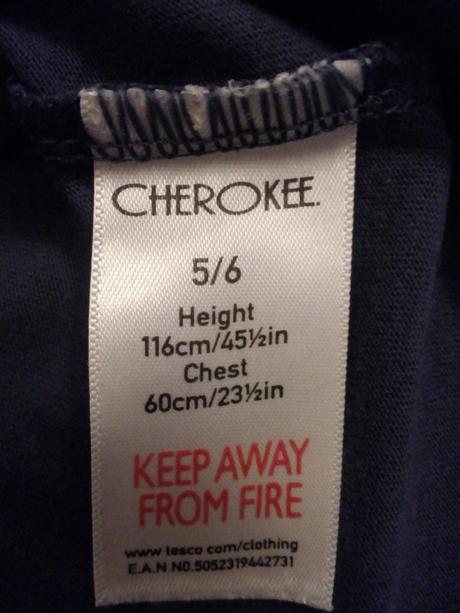 CHEROKEE.
5/6
Height
116cm/45½in
Chest
60cm/23½in
KEEP AWAY
FROM FIRE
www tesco com/clothing
E.A.N N0.5052319442731